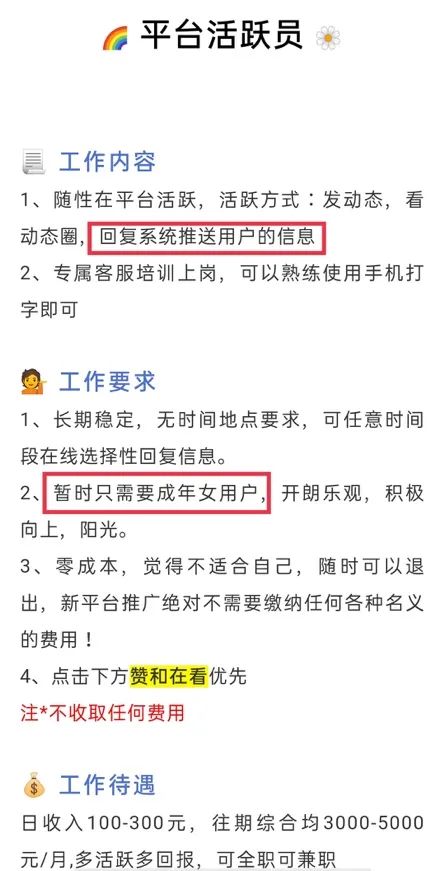 🌈 平台活跃员 🌼
📃 工作内容
1、随性在平台活跃，活跃方式：发动态，看
动态圈，回复系统推送用户的信息
2、专属客服培训上岗，可以熟练使用手机打
字即可
💁 工作要求
1、长期稳定，无时间地点要求，可任意时间
段在线选择性回复信息。
2、暂时只需要成年女用户，开朗乐观，积极
向上，阳光。
3、零成本，觉得不适合自己，随时可以退
出，新平台推广绝对不需要缴纳任何各种名义
的费用！
4、点击下方赞和在看优先
注*不收取任何费用
💰 工作待遇
日收入100-300元，往期综合均3000-5000
元/月,多活跃多回报，可全职可兼职